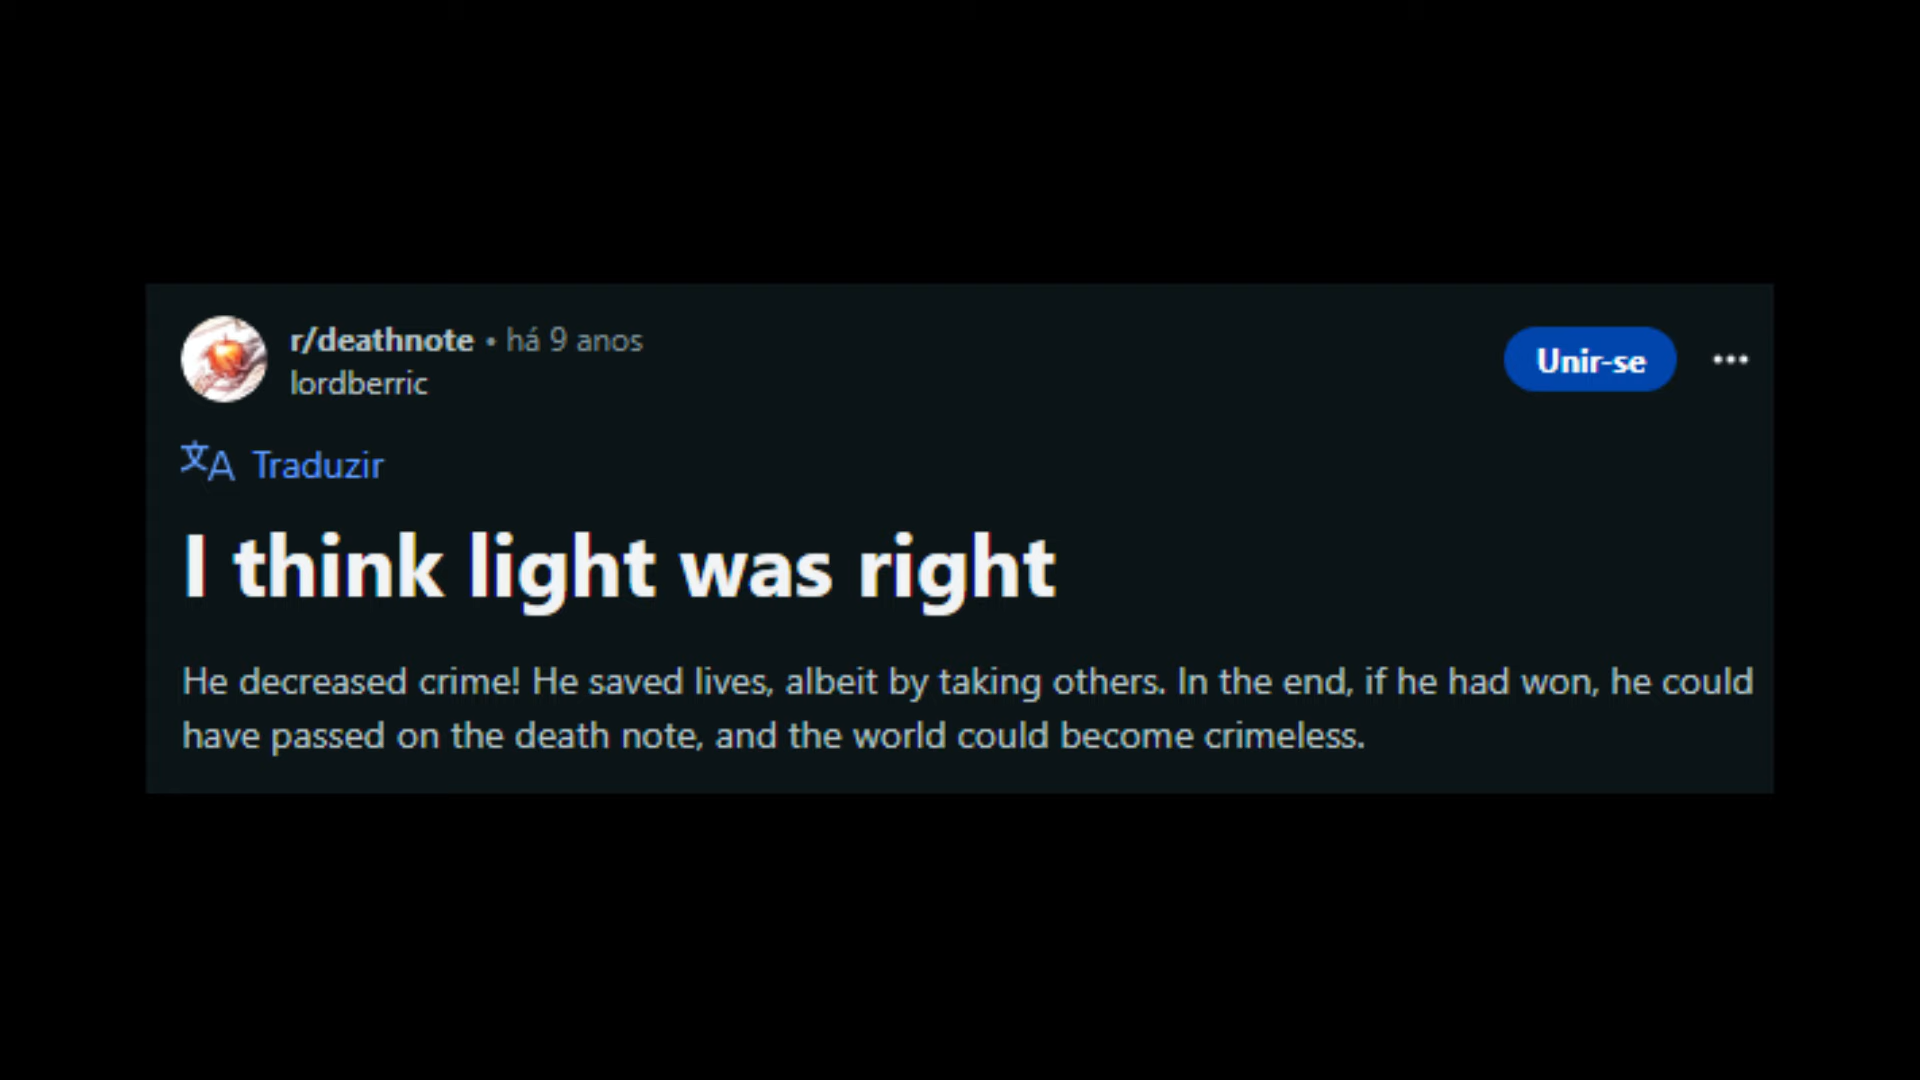 r/deathnote • há 9 anos
lordberric
Unir-se
Traduzir
I think light was right
He decreased crime! He saved lives, albeit by taking others. In the end, if he had won, he could
have passed on the death note, and the world could become crimeless.